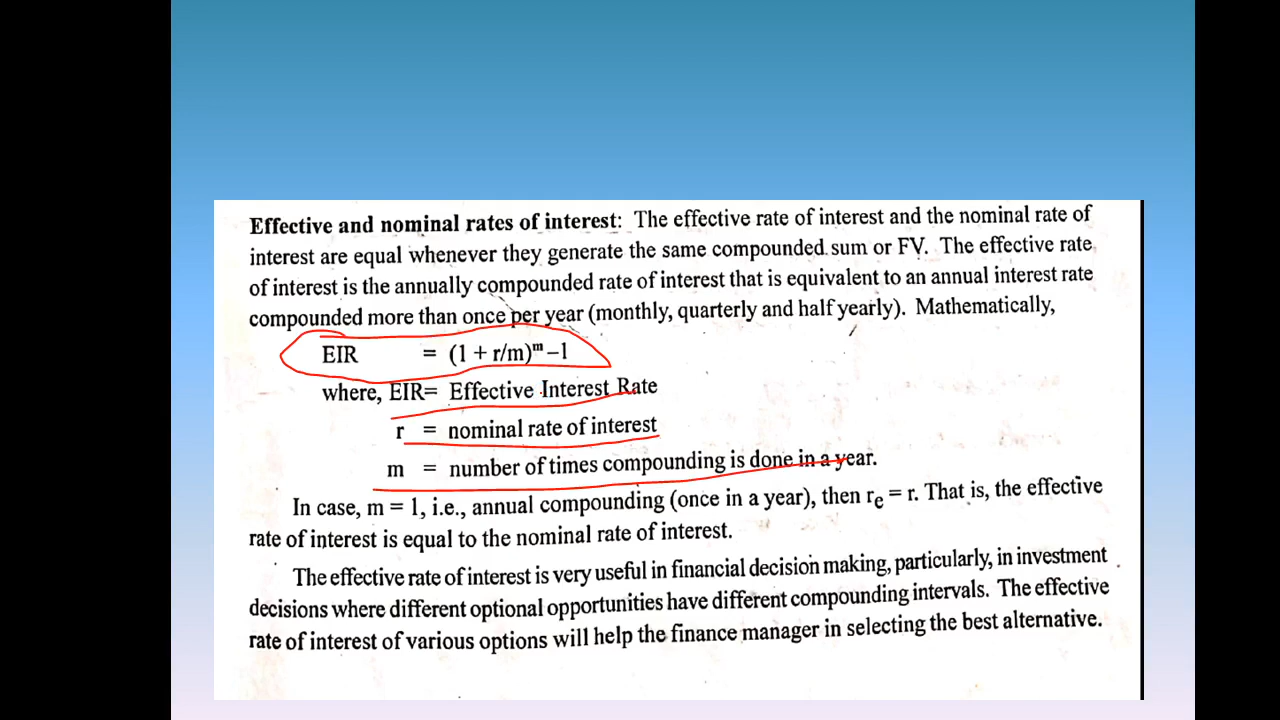 Effective and nominal rates of interest: The effective rate of interest and the nominal rate of
interest are equal whenever they generate the same compounded sum or FV. The effective rate
of interest is the annually compounded rate of interest that is equivalent to an annual interest rate
compounded more than once per year (monthly, quarterly and half yearly). Mathematically,
EIR = (1 + r/m)ᵐ –1
where, EIR= Effective Interest Rate
r = nominal rate of interest
m = number of times compounding is done in a year.
In case, m = 1, i.e., annual compounding (once in a year), then rₑ = r. That is, the effective
rate of interest is equal to the nominal rate of interest.
The effective rate of interest is very useful in financial decision making, particularly, in investment
decisions where different optional opportunities have different compounding intervals. The effective
rate of interest of various options will help the finance manager in selecting the best alternative.